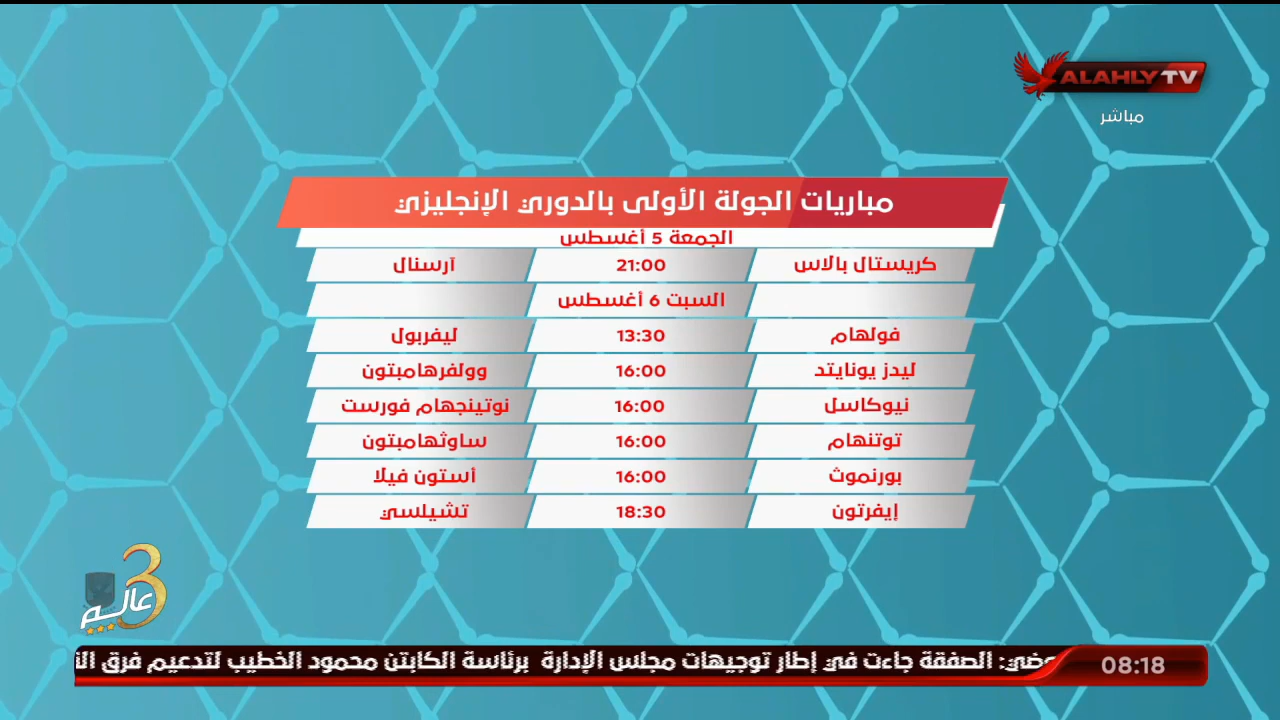 ALAHLY TV
مباشر
مباريات الجولة الأولى بالدوري الإنجليزي
الجمعة 5 أغسطس
كريستال بالاس 21:00 آرسنال
السبت 6 أغسطس
فولهام 13:30 ليفربول
ليدز يونايتد 16:00 وولفرهامبتون
نيوكاسل 16:00 نوتينجهام فورست
توتنهام 16:00 ساوثهامبتون
بورنموث 16:00 أستون فيلا
إيفرتون 18:30 تشيلسي
3 عالم
08:18 وضي: الصفقة جاءت في إطار توجيهات مجلس الإدارة برئاسة الكابتن محمود الخطيب لتدعيم فرق